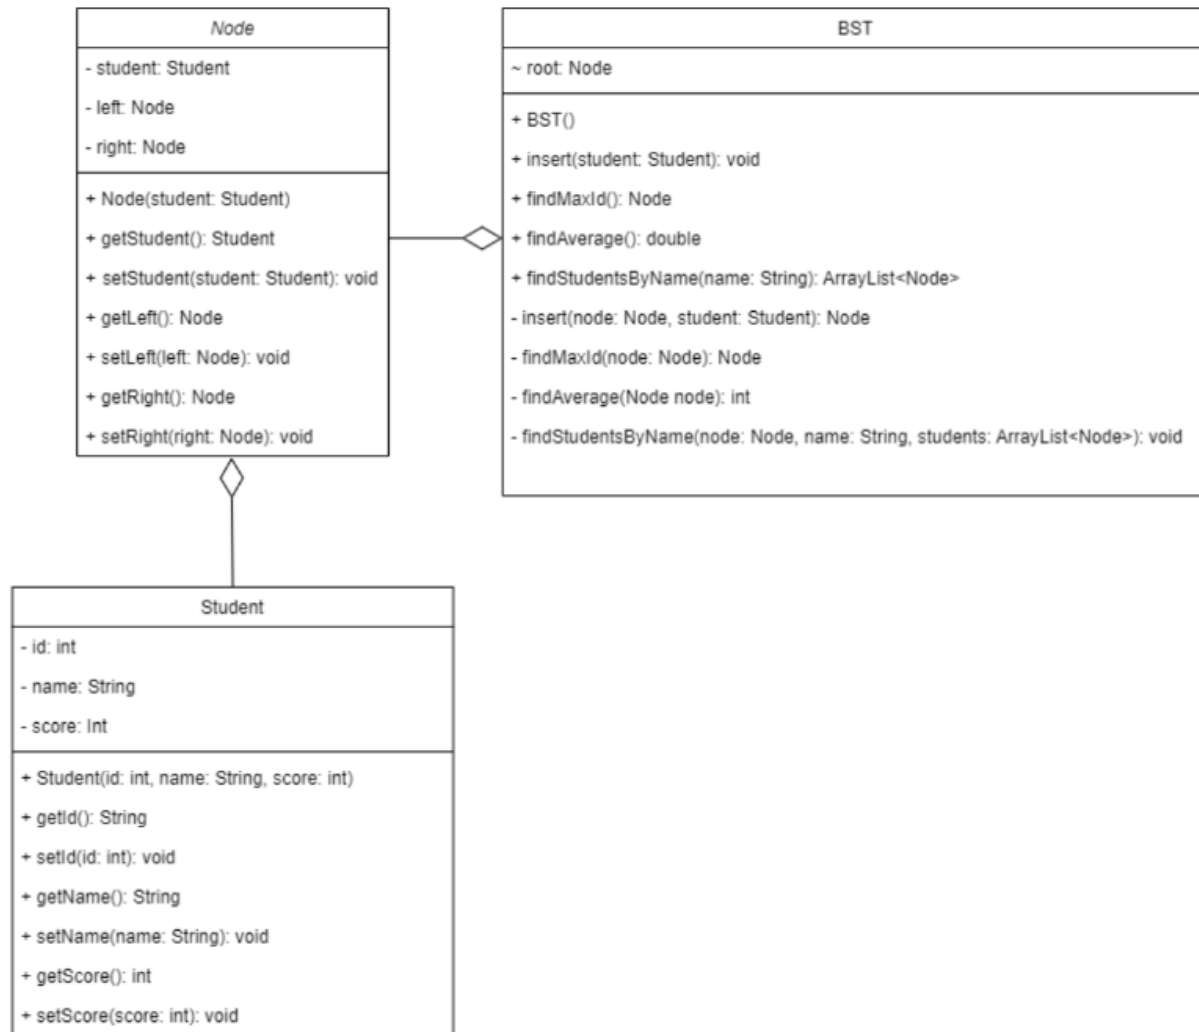 Node
- student: Student
- left: Node
- right: Node
+ Node(student: Student)
+ getStudent(): Student
+ setStudent(student: Student): void
+ getLeft(): Node
+ setLeft(left: Node): void
+ getRight(): Node
+ setRight(right: Node): void
BST
~ root: Node
+ BST()
+ insert(student: Student): void
+ findMaxId(): Node
+ findAverage(): double
+ findStudentsByName(name: String): ArrayList<Node>
- insert(node: Node, student: Student): Node
- findMaxId(node: Node): Node
- findAverage(Node node): int
- findStudentsByName(node: Node, name: String, students: ArrayList<Node>): void
Student
- id: int
- name: String
- score: Int
+ Student(id: int, name: String, score: int)
+ getId(): String
+ setId(id: int): void
+ getName(): String
+ setName(name: String): void
+ getScore(): int
+ setScore(score: int): void